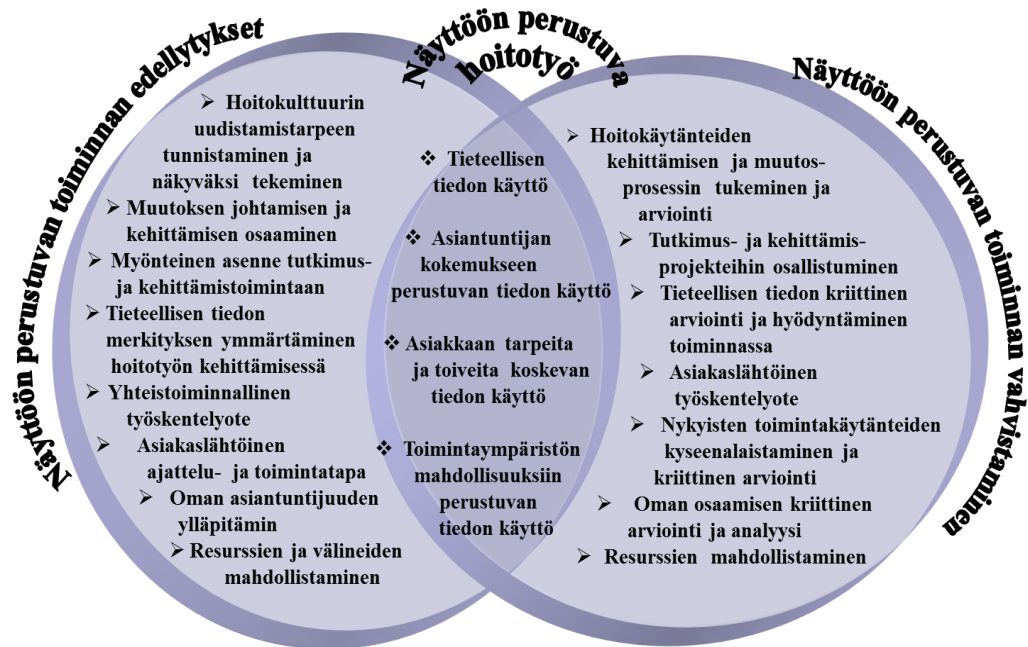 Näyttöön perustuvan toiminnan edellytykset
Hoitokulttuurin
uudistamistarpeen
tunnistaminen ja
näkyväksi tekeminen
Muutoksen johtamisen ja
kehittämisen osaaminen
Myönteinen asenne tutkimus-
ja kehittämistoimintaan
Tieteellisen tiedon
merkityksen ymmärtäminen
hoitotyön kehittämisessä
Yhteistoiminnallinen
työskentelyote
Asiakaslähtöinen
ajattelu- ja toimintatapa
Oman asiantuntijuuden
ylläpitämin
Resurssien ja välineiden
mahdollistaminen
Näyttöön perustuva
hoitotyö
Tieteellisen
tiedon käyttö
Asiantuntijan
kokemukseen
perustuvan tiedon käyttö
Asiakkaan tarpeita
ja toiveita koskevan
tiedon käyttö
Toimintaympäristön
mahdollisuuksiin
perustuvan
tiedon käyttö
Näyttöön perustuvan toiminnan vahvistaminen
Hoitokäytänteiden
kehittämisen ja muutos-
prosessin tukeminen ja
arviointi
Tutkimus- ja kehittämis-
projekteihin osallistuminen
Tieteellisen tiedon kriittinen
arviointi ja hyödyntäminen
toiminnassa
Asiakaslähtöinen
työskentelyote
Nykyisten toimintakäytänteiden
kyseenalaistaminen ja
kriittinen arviointi
Oman osaamisen kriittinen
arviointi ja analyysi
Resurssien mahdollistaminen